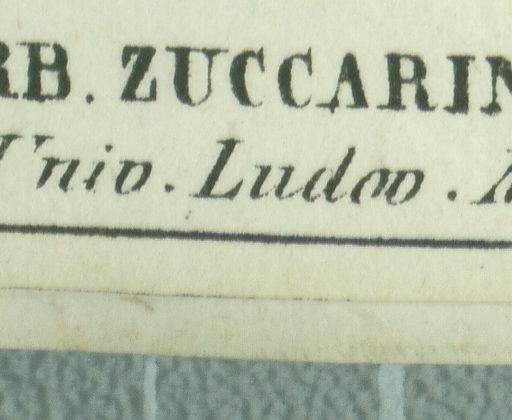 RB. ZUCCARIN
Univ. Ludov.